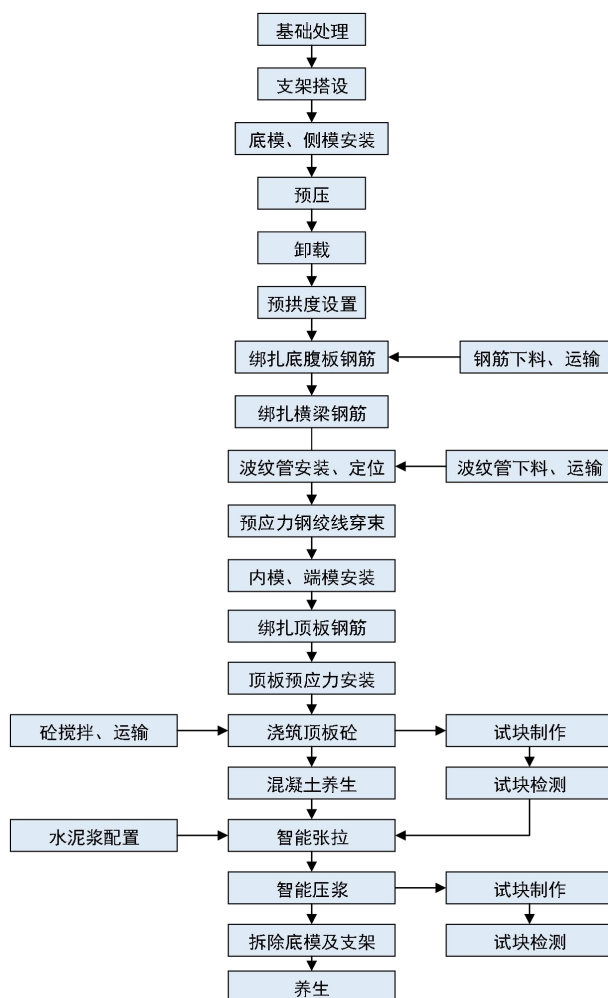 基础处理
支架搭设
底模、侧模安装
预压
卸载
预拱度设置
绑扎底腹板钢筋
钢筋下料、运输
绑扎横梁钢筋
波纹管安装、定位
波纹管下料、运输
预应力钢绞线穿束
内模、端模安装
绑扎顶板钢筋
顶板预应力安装
砼搅拌、运输
浇筑顶板砼
试块制作
混凝土养生
试块检测
水泥浆配置
智能张拉
智能压浆
试块制作
拆除底模及支架
试块检测
养生